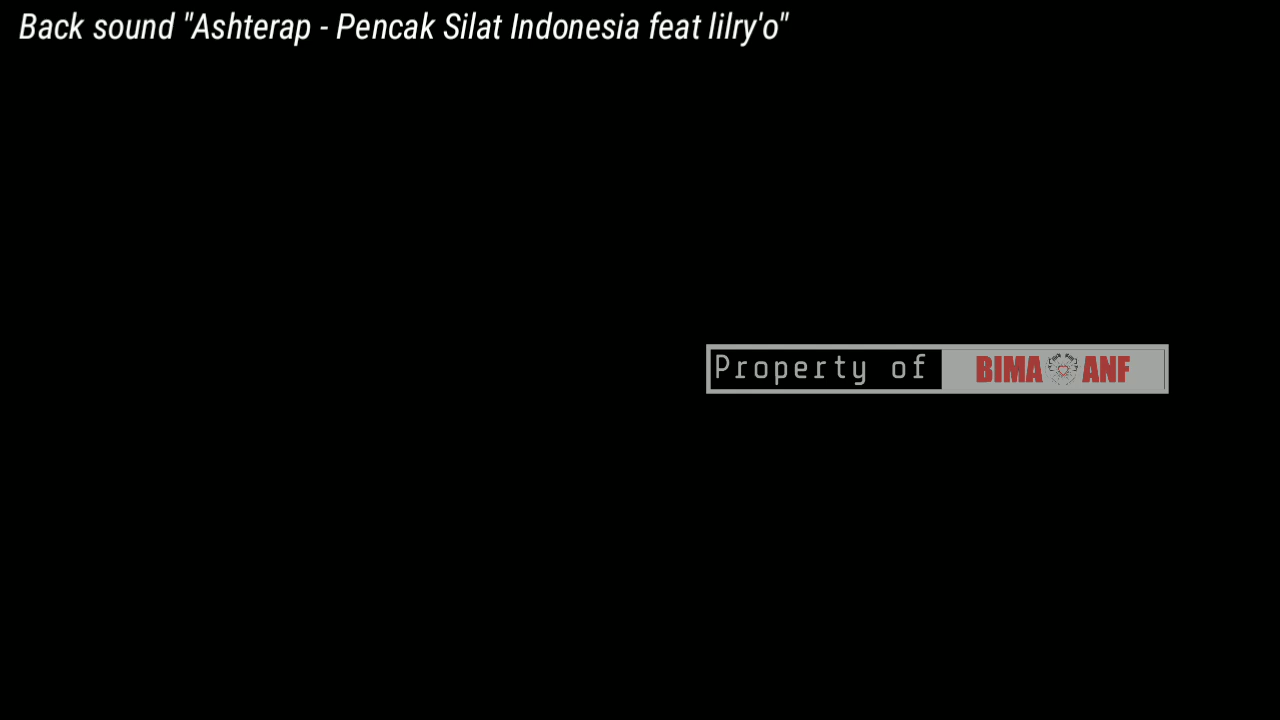 Back sound "Ashterap - Pencak Silat Indonesia feat lilry'o"
Property of BIMA ANF